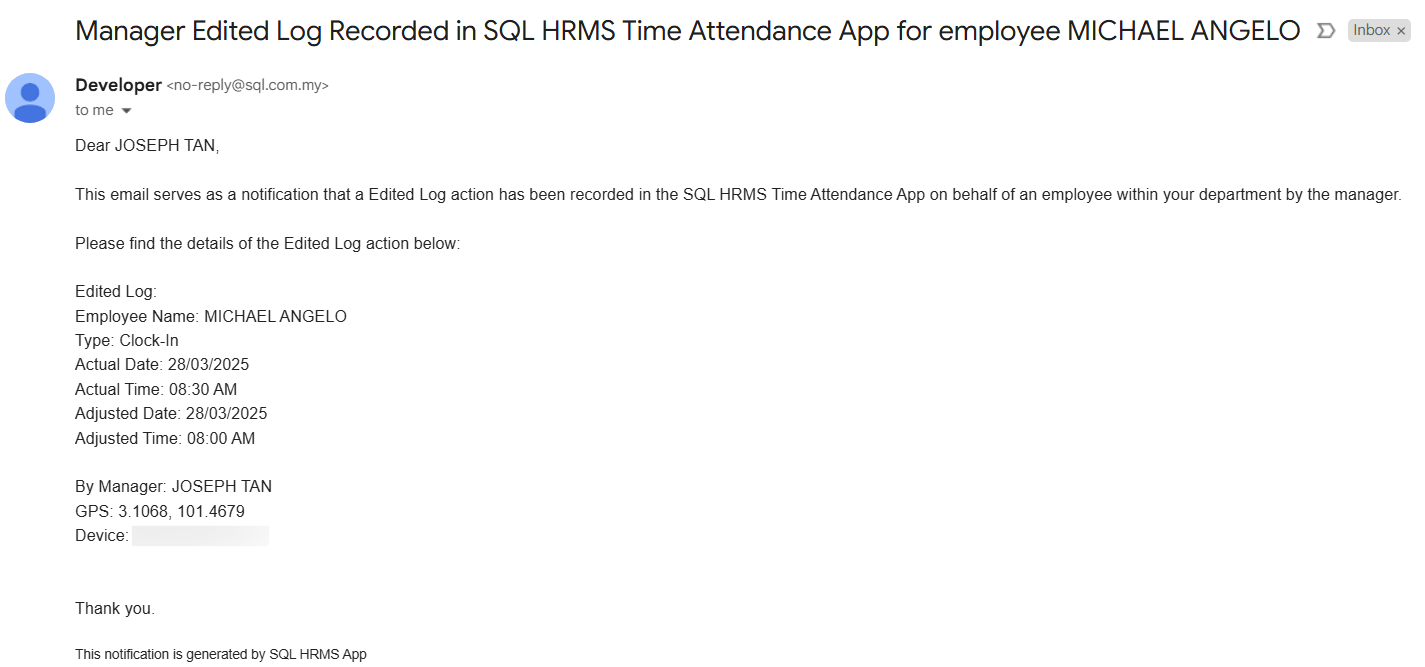 Manager Edited Log Recorded in SQL HRMS Time Attendance App for employee MICHAEL ANGELO
Inbox ×
Developer <no-reply@sql.com.my>
to me
Dear JOSEPH TAN,
This email serves as a notification that a Edited Log action has been recorded in the SQL HRMS Time Attendance App on behalf of an employee within your department by the manager.
Please find the details of the Edited Log action below:
Edited Log:
Employee Name: MICHAEL ANGELO
Type: Clock-In
Actual Date: 28/03/2025
Actual Time: 08:30 AM
Adjusted Date: 28/03/2025
Adjusted Time: 08:00 AM
By Manager: JOSEPH TAN
GPS: 3.1068, 101.4679
Device:
Thank you.
This notification is generated by SQL HRMS App